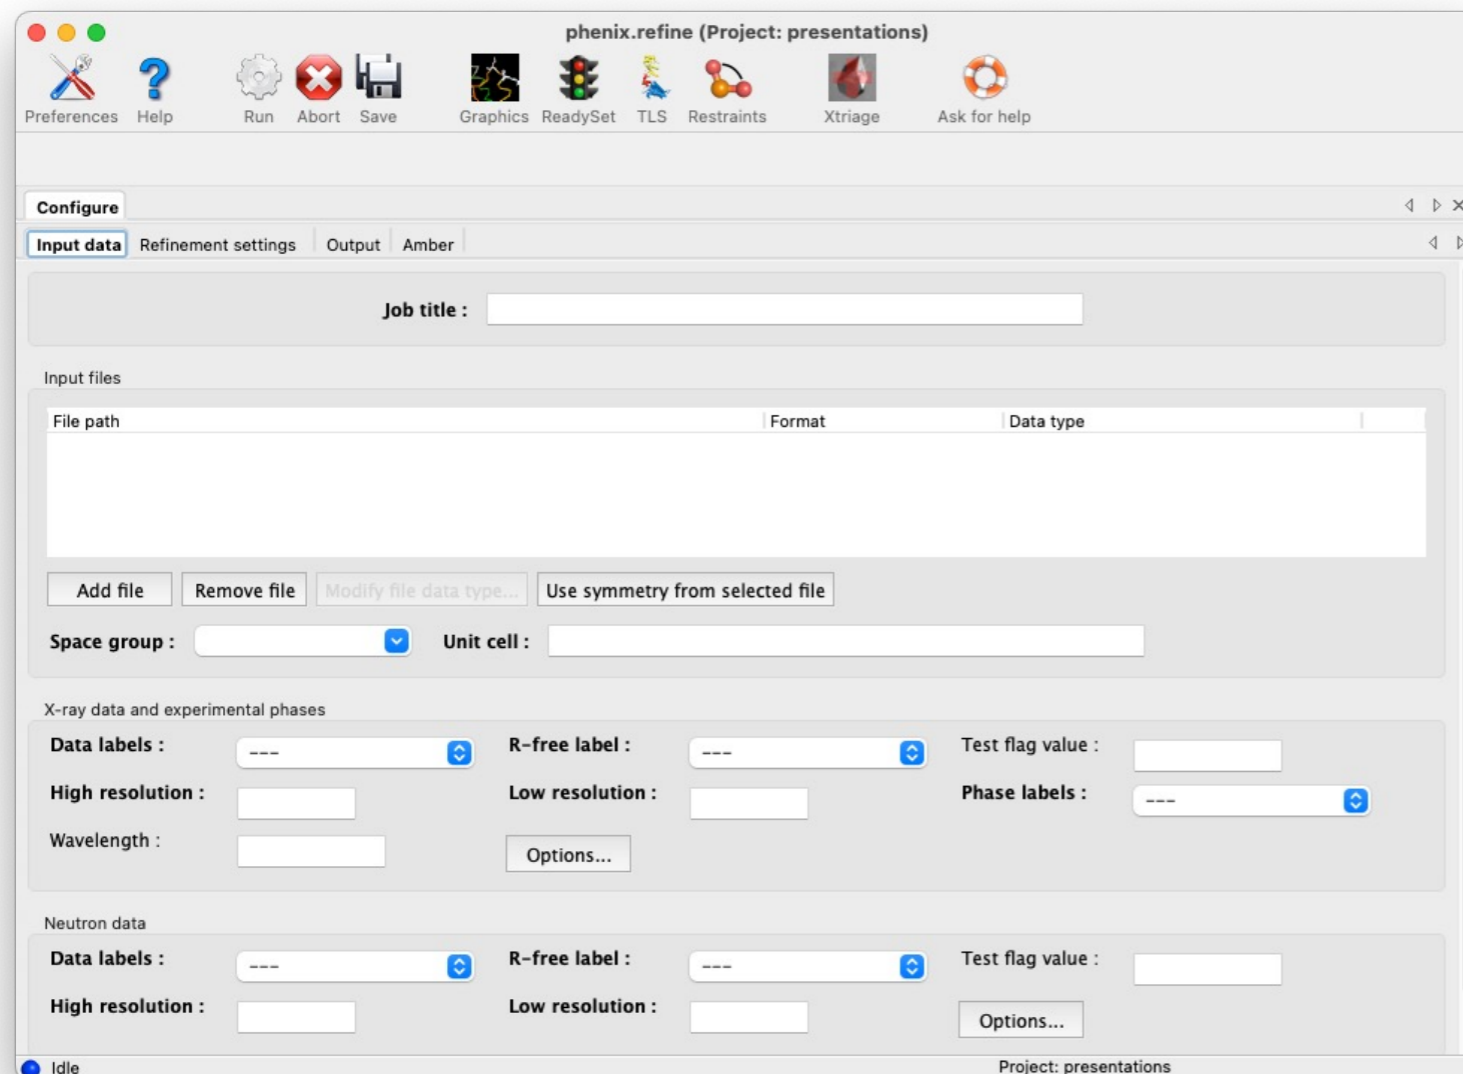 phenix.refine (Project: presentations)
Preferences Help Run Abort Save Graphics ReadySet TLS Restraints Xtriage Ask for help
Configure
Input data Refinement settings Output Amber
Job title :
Input files
File path Format Data type
Add file Remove file Modify file data type... Use symmetry from selected file
Space group : Unit cell :
X-ray data and experimental phases
Data labels : --- R-free label : --- Test flag value :
High resolution : Low resolution : Phase labels : ---
Wavelength : Options...
Neutron data
Data labels : --- R-free label : --- Test flag value :
High resolution : Low resolution : Options...
Idle Project: presentations